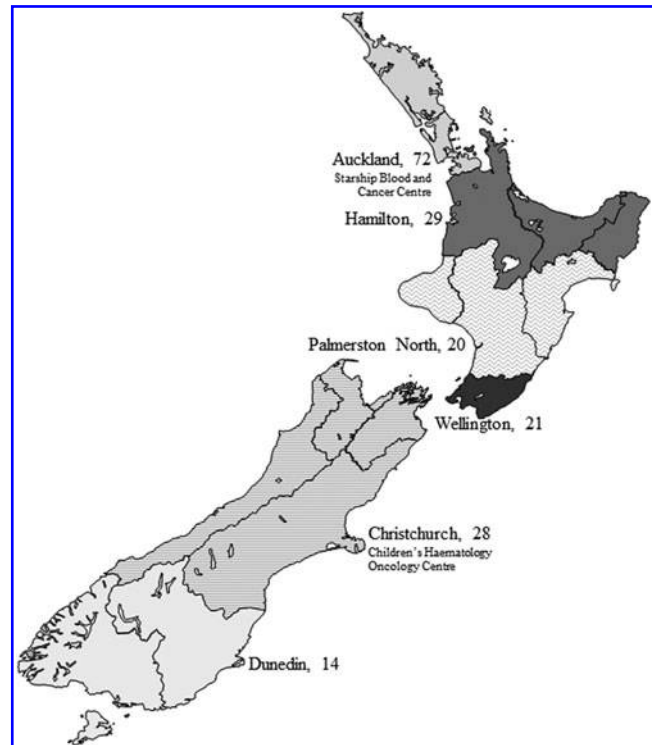 Auckland, 72
Starship Blood and
Cancer Centre
Hamilton, 29
Palmerston North, 20
Wellington, 21
Christchurch, 28
Children's Haematology
Oncology Centre
Dunedin, 14